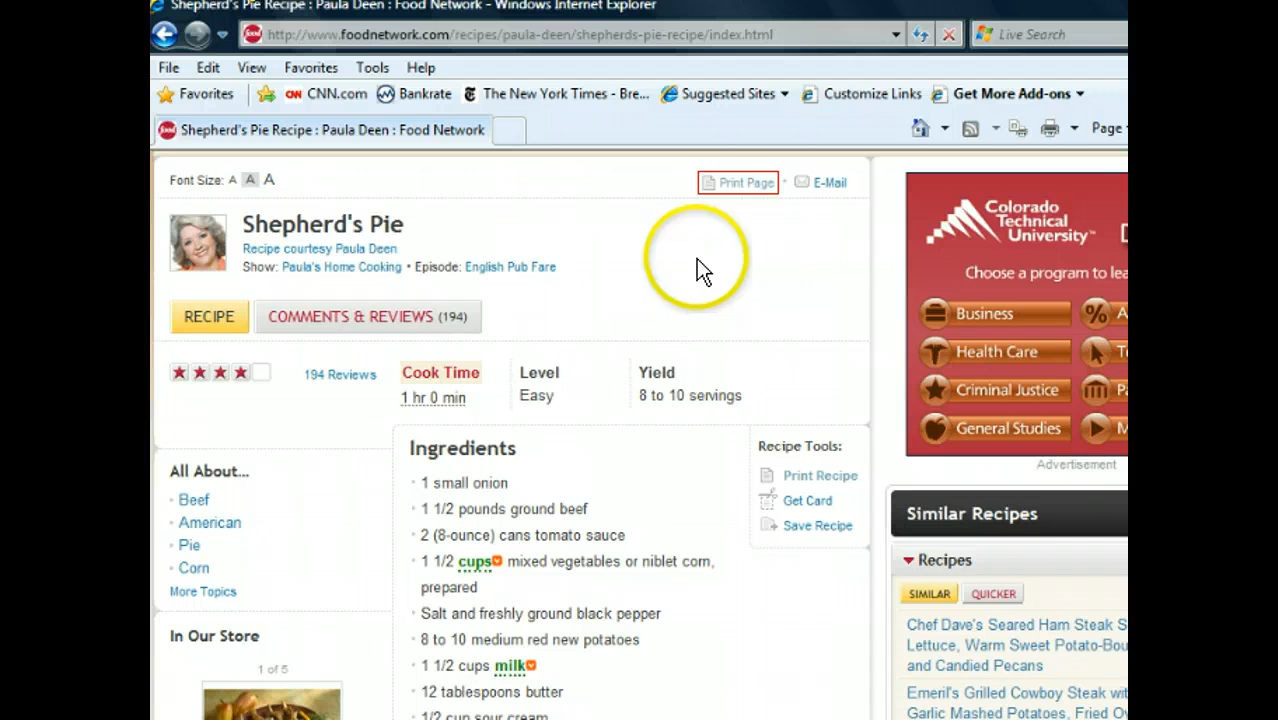 Shepherd's Pie Recipe : Paula Deen : Food Network - Windows Internet Explorer
http://www.foodnetwork.com/recipes/paula-deen/shepherds-pie-recipe/index.html
Live Search
File Edit View Favorites Tools Help
Favorites CNN.com Bankrate The New York Times - Bre... Suggested Sites Customize Links Get More Add-ons
Shepherd's Pie Recipe : Paula Deen : Food Network
Page
Font Size: A A A
Print Page • E-Mail
Shepherd's Pie
Recipe courtesy Paula Deen
Show: Paula's Home Cooking • Episode: English Pub Fare
RECIPE
COMMENTS & REVIEWS (194)
194 Reviews
Cook Time
1 hr 0 min
Level
Easy
Yield
8 to 10 servings
All About...
Beef
American
Pie
Corn
More Topics
In Our Store
1 of 5
Ingredients
1 small onion
1 1/2 pounds ground beef
2 (8-ounce) cans tomato sauce
1 1/2 cups mixed vegetables or niblet corn,
prepared
Salt and freshly ground black pepper
8 to 10 medium red new potatoes
1 1/2 cups milk
12 tablespoons butter
1/2 cup sour cream
Recipe Tools:
Print Recipe
Get Card
Save Recipe
Colorado
Technical
University™
Choose a program to lea
Business
% A
Health Care
Criminal Justice
General Studies
Advertisement
Similar Recipes
Recipes
SIMILAR QUICKER
Chef Dave's Seared Ham Steak S
Lettuce, Warm Sweet Potato-Bou
and Candied Pecans
Emeril's Grilled Cowboy Steak wit
Garlic Mashed Potatoes, Fried Ov